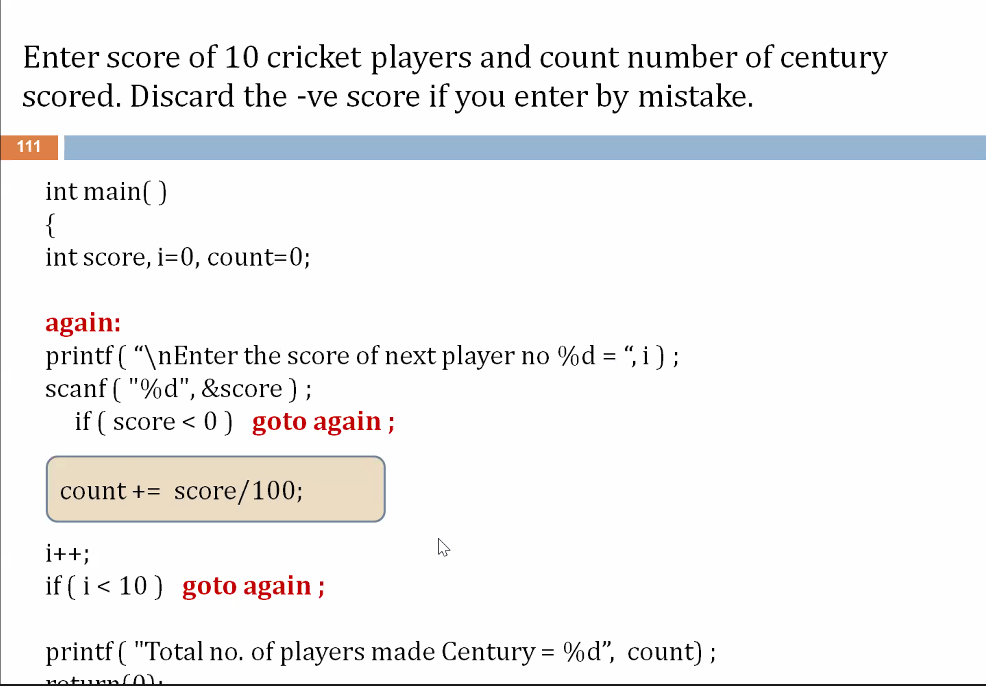 Enter score of 10 cricket players and count number of century
scored. Discard the -ve score if you enter by mistake.
111
int main( )
{
int score, i=0, count=0;
again:
printf ( “\nEnter the score of next player no %d = “, i ) ;
scanf ( "%d", &score ) ;
if ( score < 0 ) goto again ;
count += score/100;
i++;
if ( i < 10 ) goto again ;
printf ( "Total no. of players made Century = %d”, count) ;
return(0);